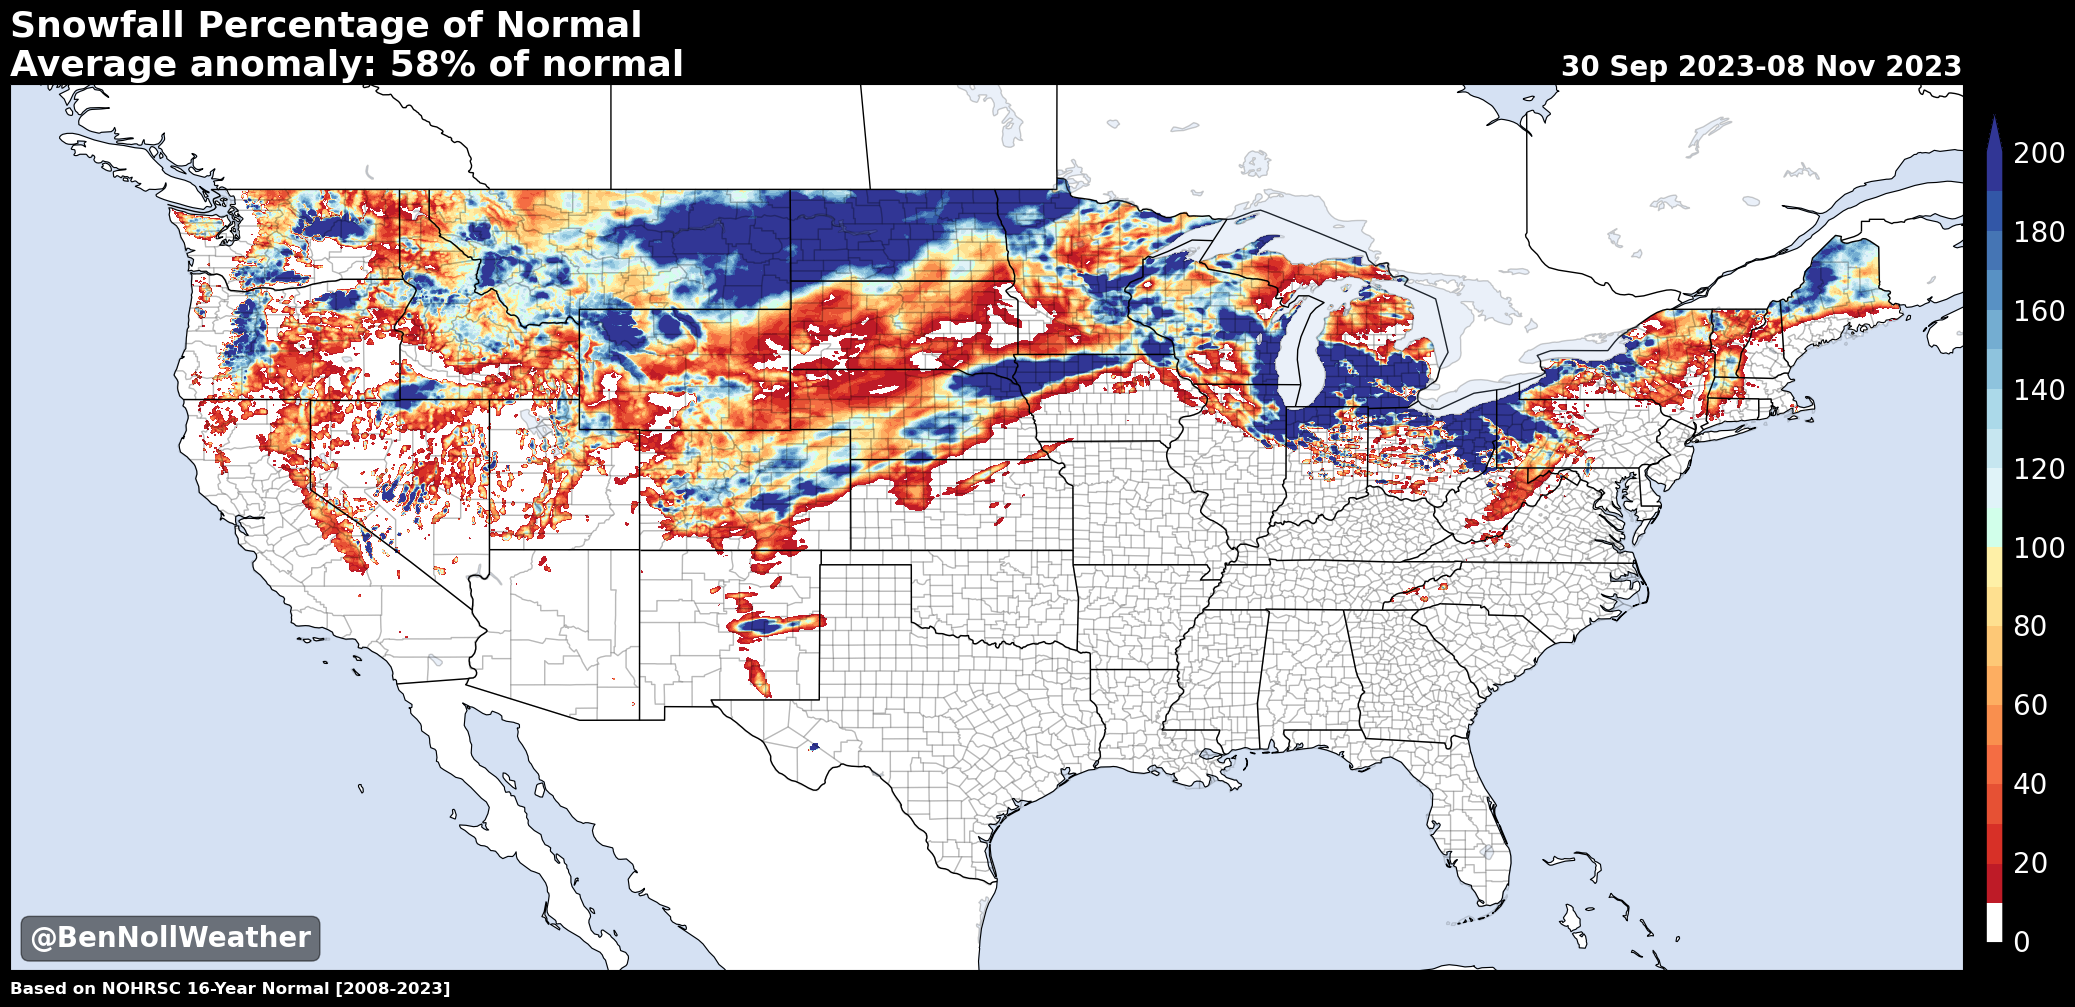 Snowfall Percentage of Normal
Average anomaly: 58% of normal
30 Sep 2023-08 Nov 2023
200
180
160
140
120
100
80
60
40
20
0
@BenNollWeather
Based on NOHRSC 16-Year Normal [2008-2023]